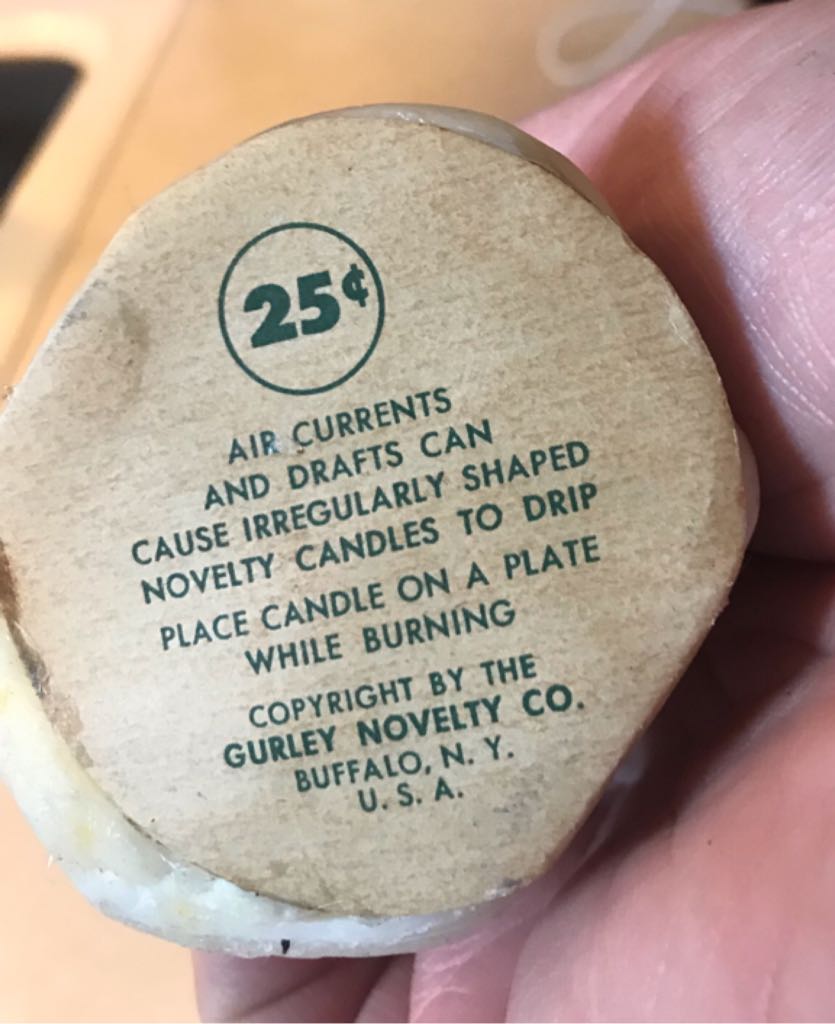 25¢
AIR CURRENTS
AND DRAFTS CAN
CAUSE IRREGULARLY SHAPED
NOVELTY CANDLES TO DRIP
PLACE CANDLE ON A PLATE
WHILE BURNING
COPYRIGHT BY THE
GURLEY NOVELTY CO.
BUFFALO, N. Y.
U. S. A.